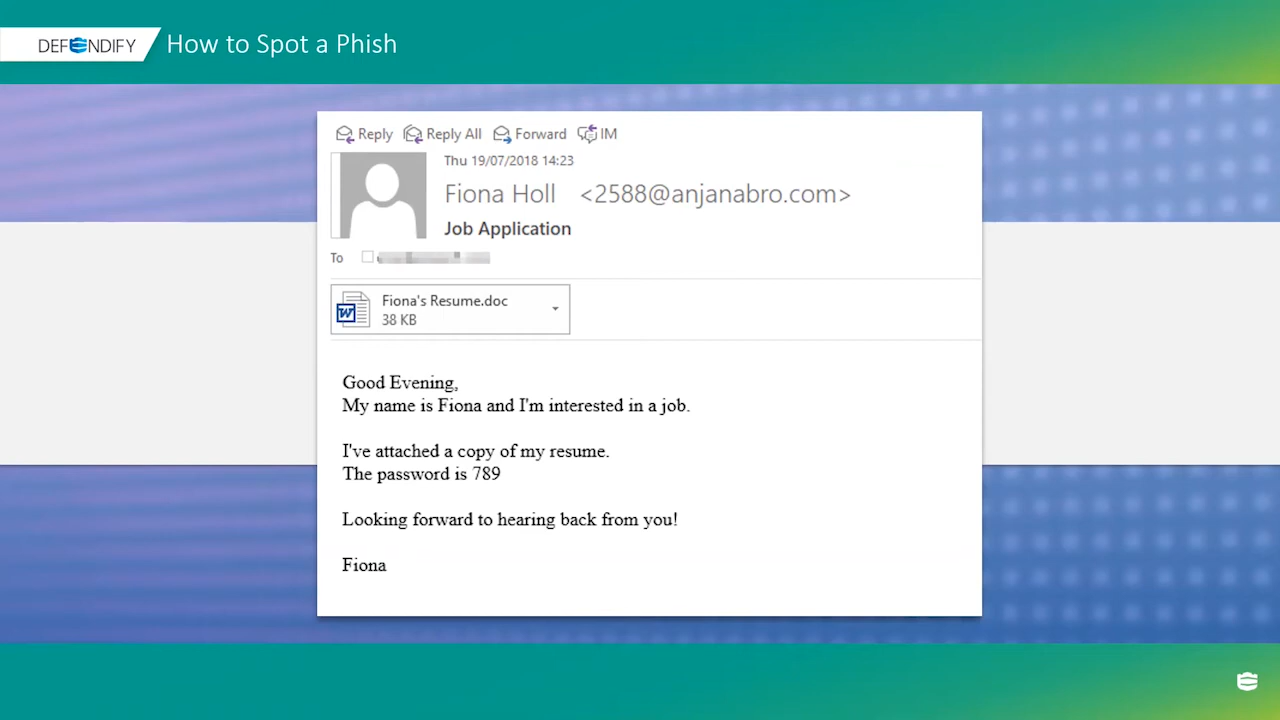 DEFENDIFY
How to Spot a Phish
Reply Reply All Forward IM
Thu 19/07/2018 14:23
Fiona Holl <2588@anjanabro.com>
Job Application
To
Fiona's Resume.doc
38 KB
Good Evening,
My name is Fiona and I'm interested in a job.
I've attached a copy of my resume.
The password is 789
Looking forward to hearing back from you!
Fiona